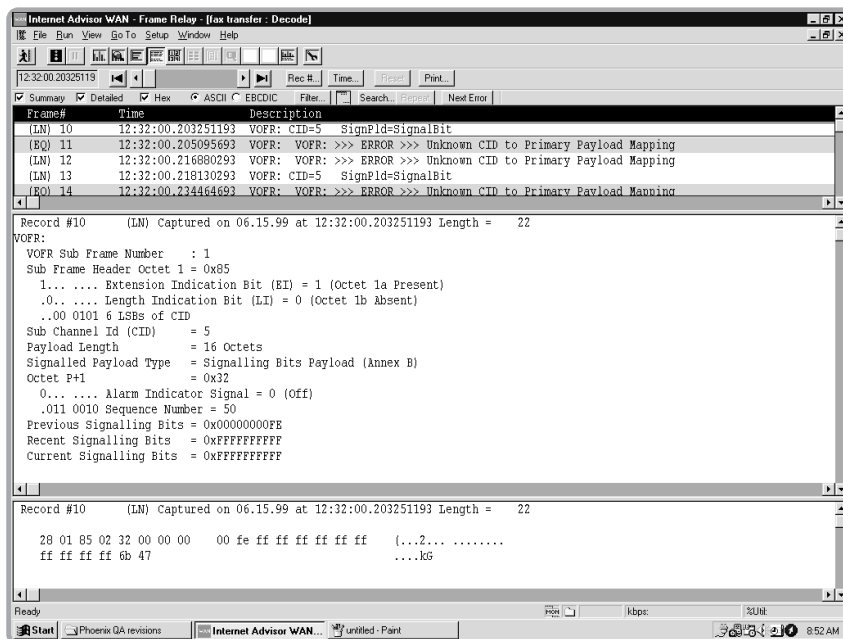 Internet Advisor WAN - Frame Relay - [fax transfer : Decode]
File Run View Go To Setup Window Help
12:32:00.20325119 Rec #... Time... Reset Print...
Summary Detailed Hex ASCII EBCDIC Filter... Search... Repeat Next Error
Frame# Time Description
(LN) 10 12:32:00.203251193 VOFR: CID=5 SignPld=SignalBit
(EQ) 11 12:32:00.205095693 VOFR: VOFR: >>> ERROR >>> Unknown CID to Primary Payload Mapping
(LN) 12 12:32:00.216880293 VOFR: VOFR: >>> ERROR >>> Unknown CID to Primary Payload Mapping
(LN) 13 12:32:00.218130293 VOFR: CID=5 SignPld=SignalBit
(EQ) 14 12:32:00.234464693 VOFR: VOFR: >>> ERROR >>> Unknown CID to Primary Payload Mapping
Record #10 (LN) Captured on 06.15.99 at 12:32:00.203251193 Length = 22
VOFR:
VOFR Sub Frame Number : 1
Sub Frame Header Octet 1 = 0x85
1... .... Extension Indication Bit (EI) = 1 (Octet 1a Present)
.0.. .... Length Indication Bit (LI) = 0 (Octet 1b Absent)
..00 0101 6 LSBs of CID
Sub Channel Id (CID) = 5
Payload Length = 16 Octets
Signalled Payload Type = Signalling Bits Payload (Annex B)
Octet P+1 = 0x32
0... .... Alarm Indicator Signal = 0 (Off)
.011 0010 Sequence Number = 50
Previous Signalling Bits = 0x00000000FE
Recent Signalling Bits = 0xFFFFFFFFFF
Current Signalling Bits = 0xFFFFFFFFFF
Record #10 (LN) Captured on 06.15.99 at 12:32:00.203251193 Length = 22
28 01 85 02 32 00 00 00 00 fe ff ff ff ff ff ff (...2... ........
ff ff ff ff 6b 47 ....kG
Ready MON kbps: %Util:
Start Phoenix QA revisions Internet Advisor WAN... untitled - Paint 8:52 AM